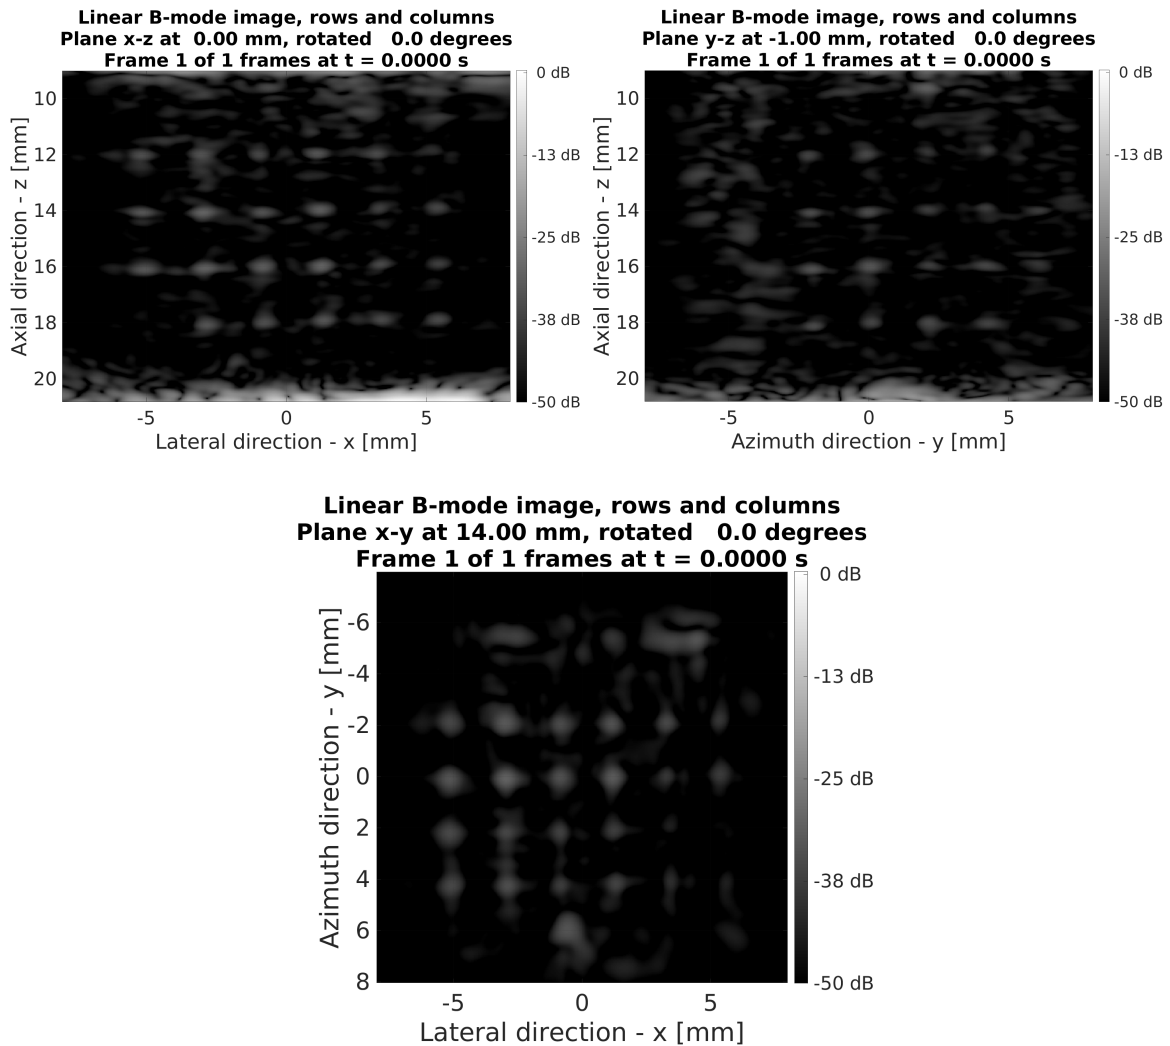 Linear B-mode image, rows and columns
Plane x-z at  0.00 mm, rotated   0.0 degrees
Frame 1 of 1 frames at t = 0.0000 s
Axial direction - z [mm]
10
12
14
16
18
20
-5
0
5
Lateral direction - x [mm]
0 dB
-13 dB
-25 dB
-38 dB
-50 dB
Linear B-mode image, rows and columns
Plane y-z at -1.00 mm, rotated   0.0 degrees
Frame 1 of 1 frames at t = 0.0000 s
Axial direction - z [mm]
10
12
14
16
18
20
-5
0
5
Azimuth direction - y [mm]
0 dB
-13 dB
-25 dB
-38 dB
-50 dB
Linear B-mode image, rows and columns
Plane x-y at 14.00 mm, rotated   0.0 degrees
Frame 1 of 1 frames at t = 0.0000 s
Azimuth direction - y [mm]
-6
-4
-2
0
2
4
6
8
-5
0
5
Lateral direction - x [mm]
0 dB
-13 dB
-25 dB
-38 dB
-50 dB